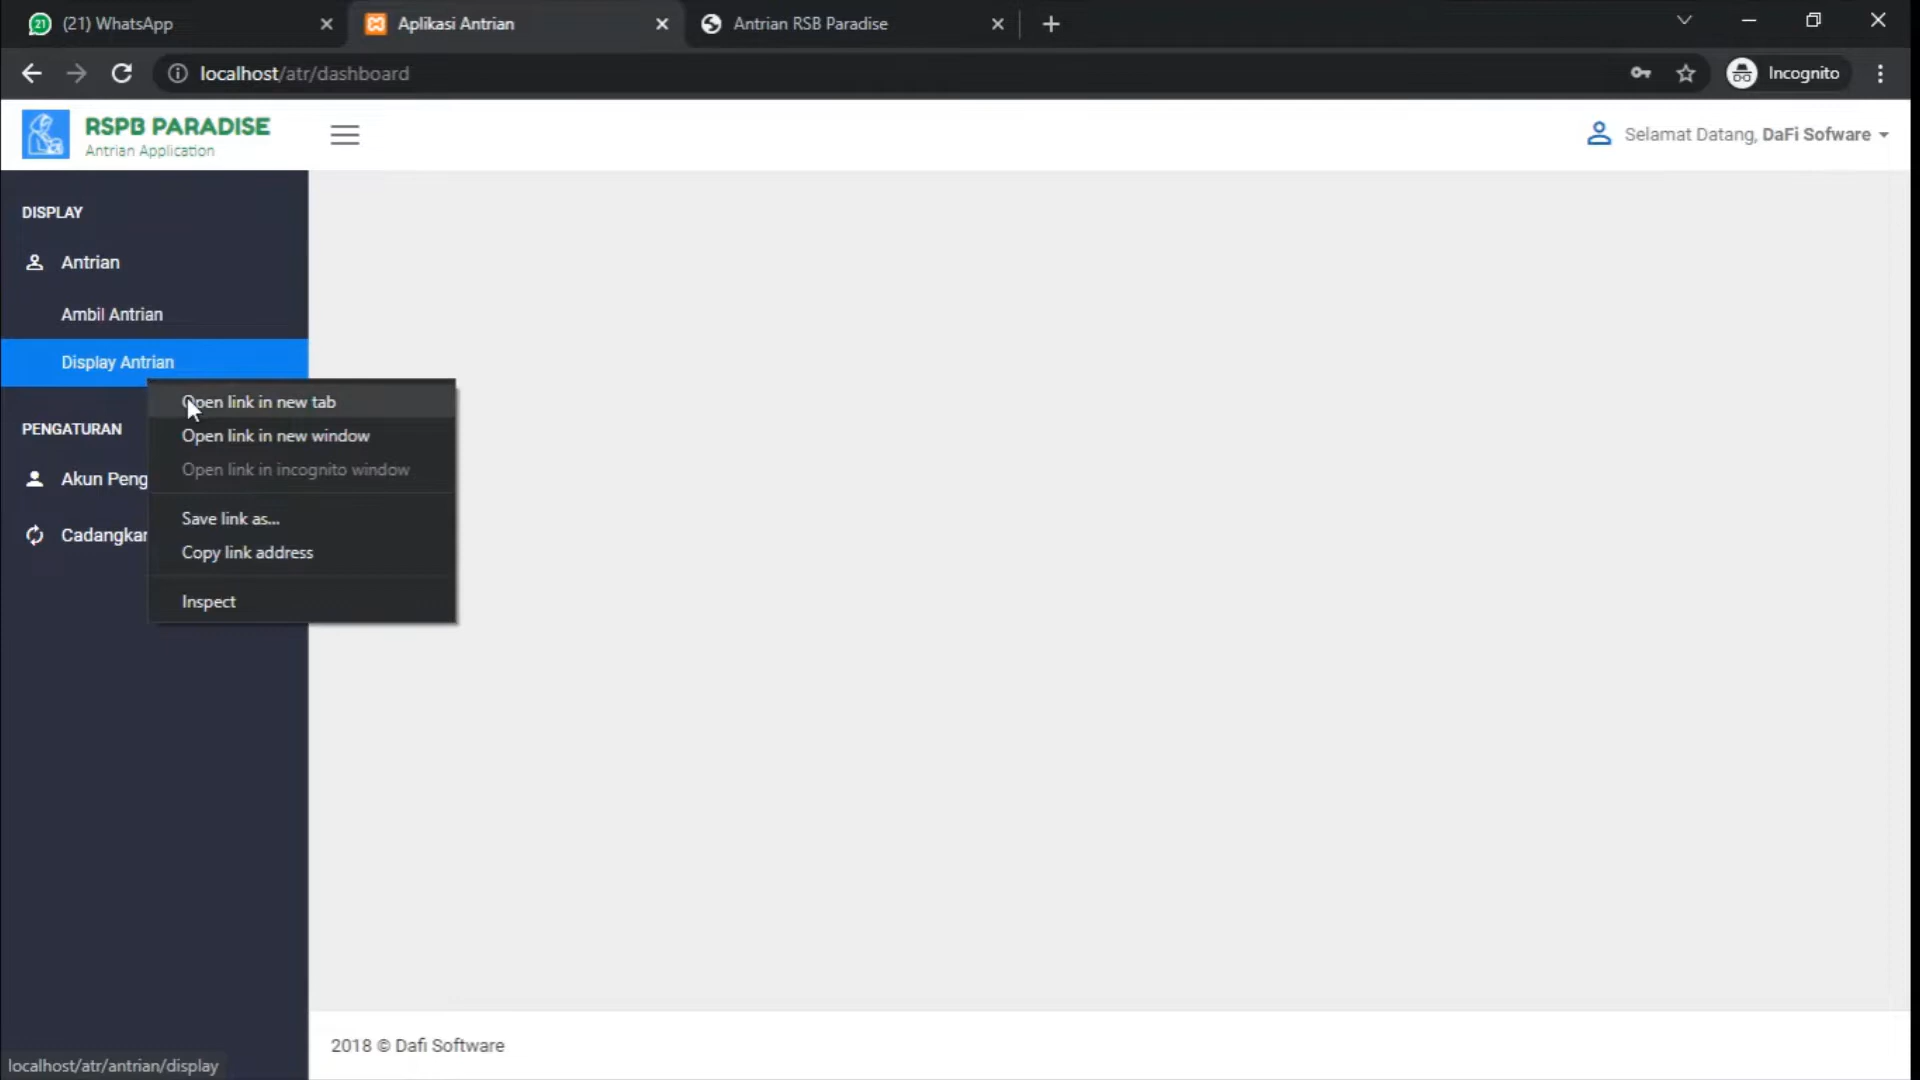 21 (21) WhatsApp
Aplikasi Antrian
Antrian RSB Paradise
localhost/atr/dashboard
Incognito
RSPB PARADISE
Antrian Application
Selamat Datang, DaFi Sofware
DISPLAY
Antrian
Ambil Antrian
Display Antrian
Open link in new tab
PENGATURAN
Open link in new window
Open link in incognito window
Akun Peng
Save link as...
Cadangkan
Copy link address
Inspect
2018 © Dafi Software
localhost/atr/antrian/display